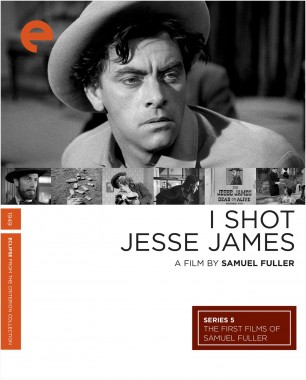 e
JESSE JAMES
DEAD OR ALIVE
I SHOT
JESSE JAMES
A FILM BY SAMUEL FULLER
1949
ECLIPSE FROM THE CRITERION COLLECTION
SERIES 5
THE FIRST FILMS OF
SAMUEL FULLER